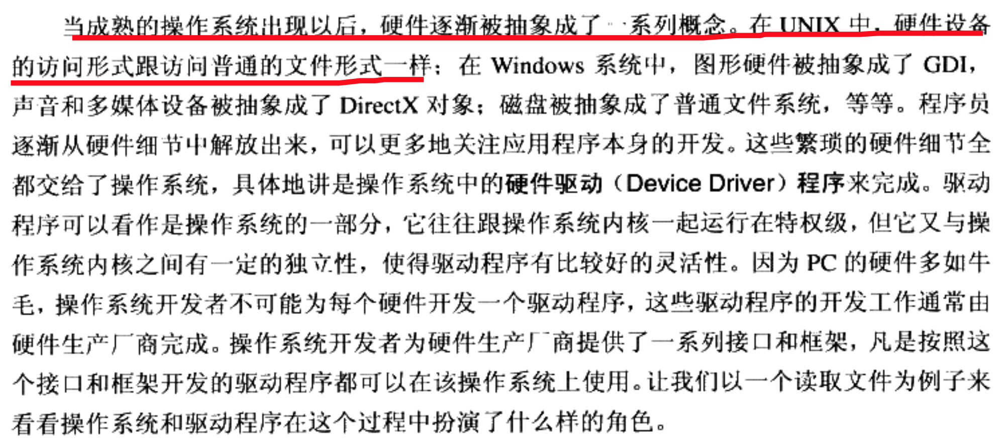 当成熟的操作系统出现以后，硬件逐渐被抽象成了一系列概念。在 UNIX 中，硬件设备
的访问形式跟访问普通的文件形式一样；在 Windows 系统中，图形硬件被抽象成了 GDI，
声音和多媒体设备被抽象成了 DirectX 对象；磁盘被抽象成了普通文件系统，等等。程序员
逐渐从硬件细节中解放出来，可以更多地关注应用程序本身的开发。这些繁琐的硬件细节全
都交给了操作系统，具体地讲是操作系统中的硬件驱动（Device Driver）程序来完成。驱动
程序可以看作是操作系统的一部分，它往往跟操作系统内核一起运行在特权级，但它又与操
作系统内核之间有一定的独立性，使得驱动程序有比较好的灵活性。因为 PC 的硬件多如牛
毛，操作系统开发者不可能为每个硬件开发一个驱动程序，这些驱动程序的开发工作通常由
硬件生产厂商完成。操作系统开发者为硬件生产厂商提供了一系列接口和框架，凡是按照这
个接口和框架开发的驱动程序都可以在该操作系统上使用。让我们以一个读取文件为例子来
看看操作系统和驱动程序在这个过程中扮演了什么样的角色。